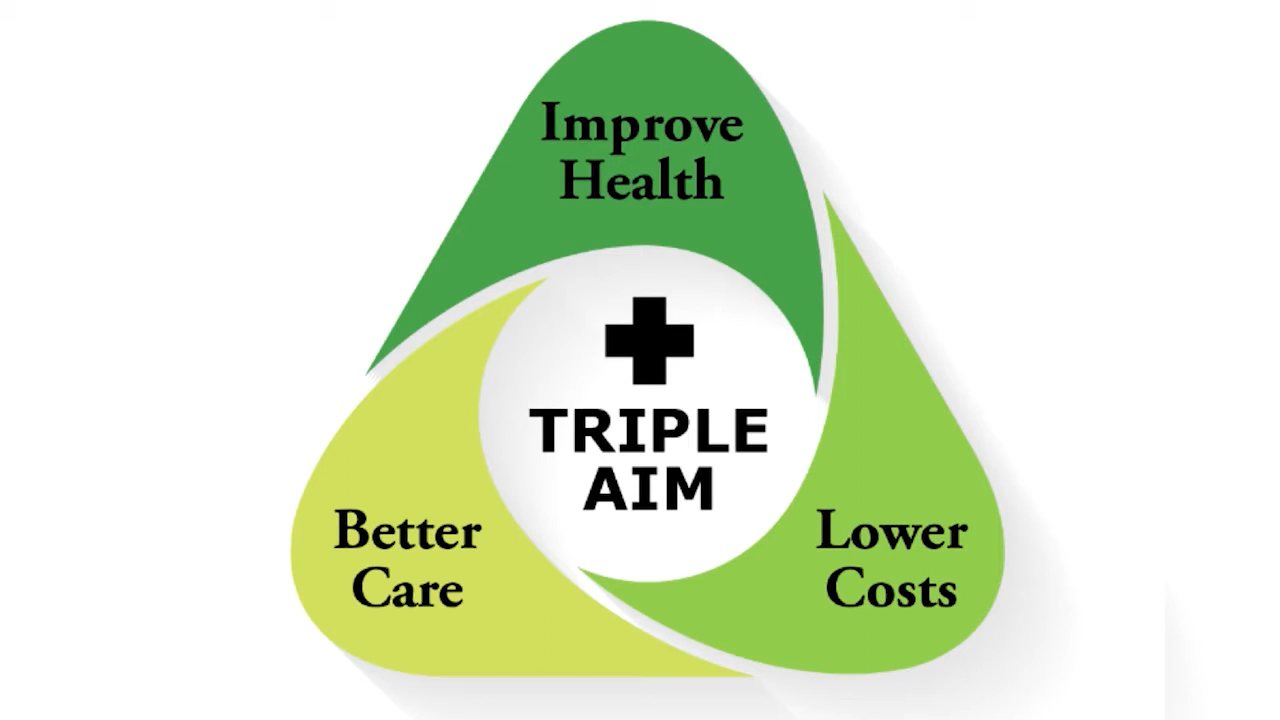 Improve
Health
TRIPLE
AIM
Better
Care
Lower
Costs